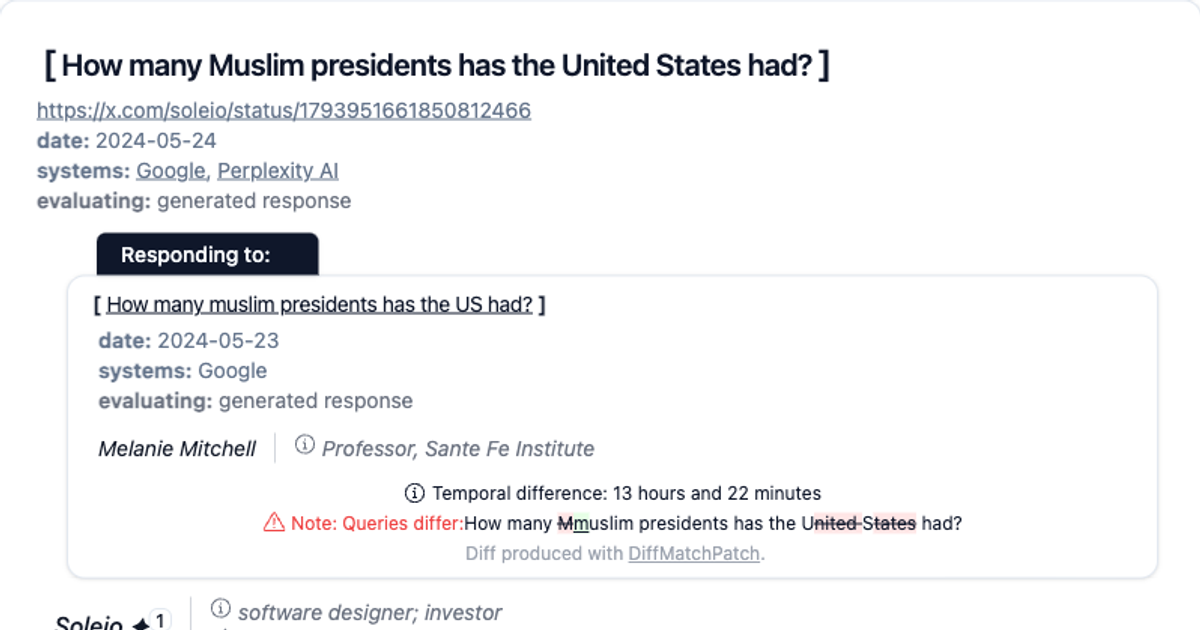 [ How many Muslim presidents has the United States had? ]
https://x.com/soleio/status/1793951661850812466
date: 2024-05-24
systems: Google, Perplexity AI
evaluating: generated response
Responding to:
[ How many muslim presidents has the US had? ]
date: 2024-05-23
systems: Google
evaluating: generated response
Melanie Mitchell
Professor, Sante Fe Institute
Temporal difference: 13 hours and 22 minutes
Note: Queries differ:How many Mmuslim presidents has the United States had?
Diff produced with DiffMatchPatch.
Soleio 1
software designer; investor